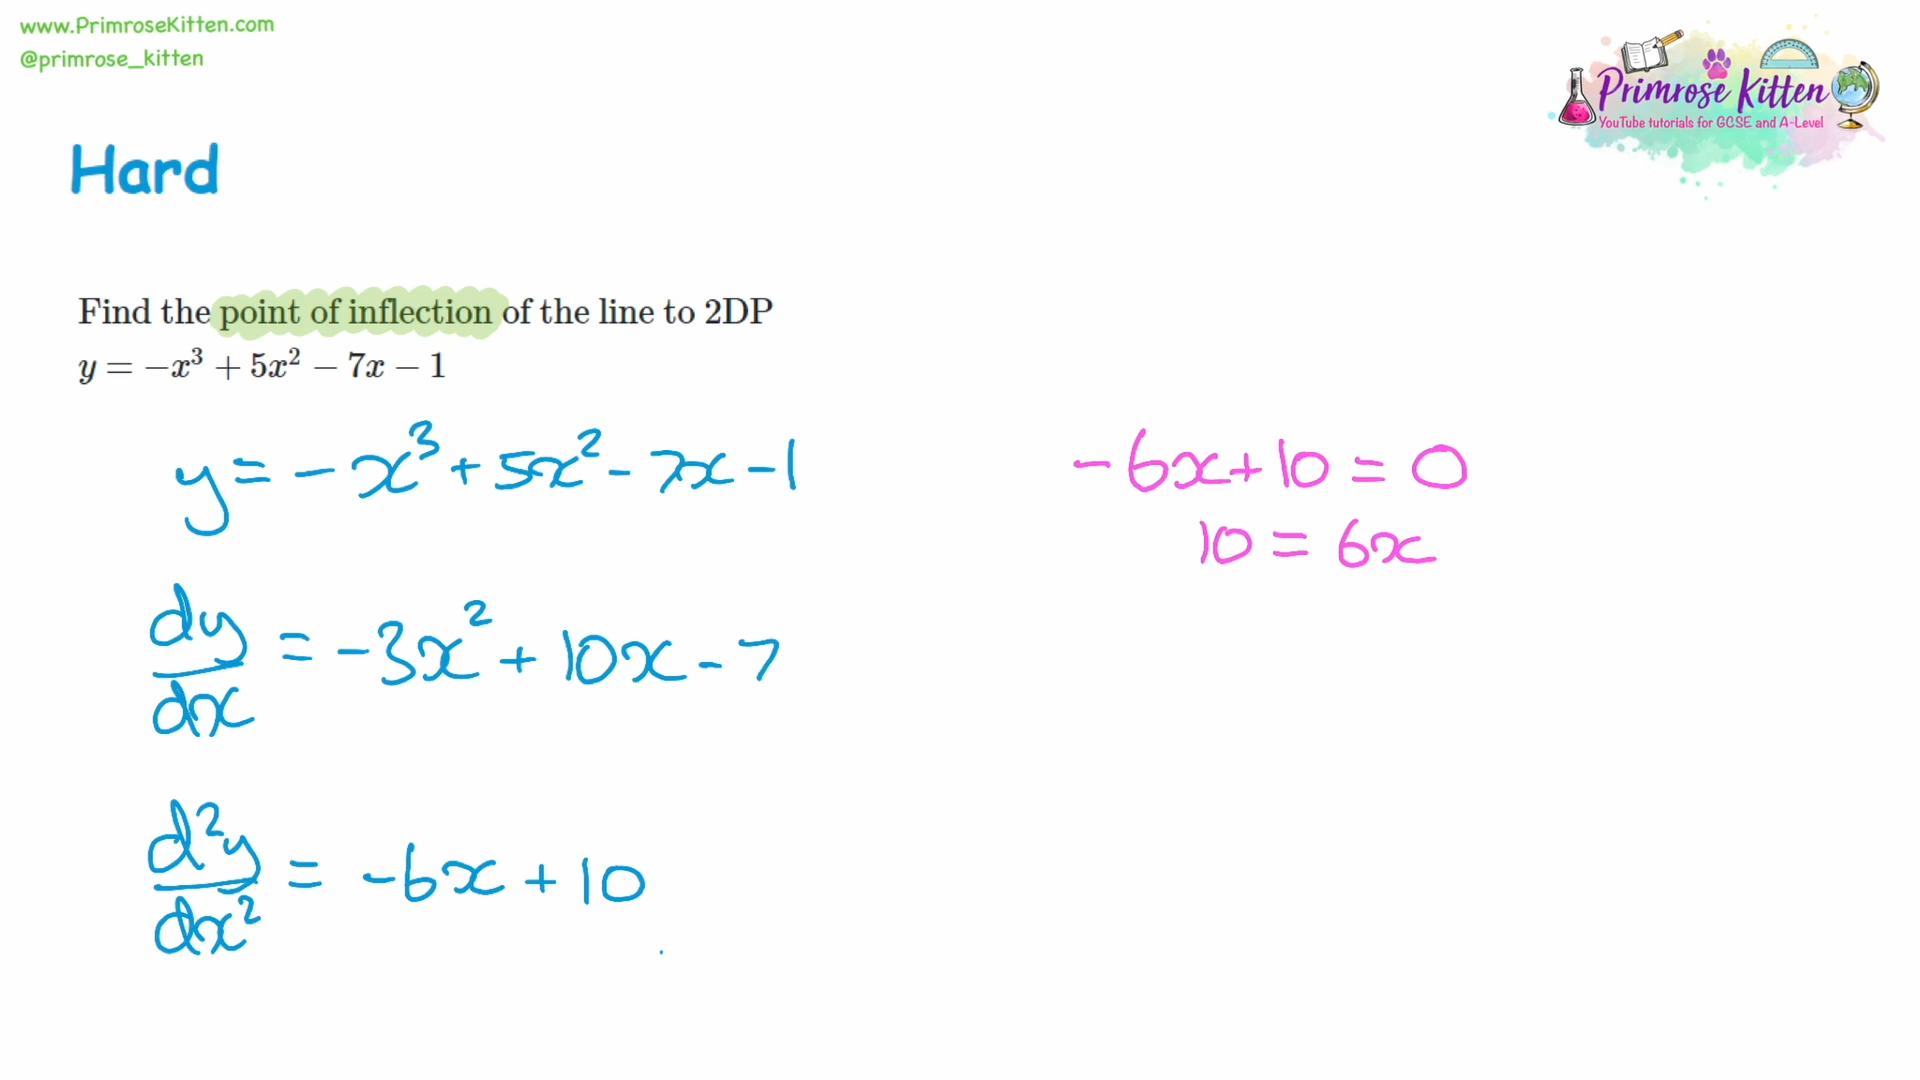 www.PrimroseKitten.com
@primrose_kitten
Primrose Kitten
YouTube tutorials for GCSE and A-Level
Hard
Find the point of inflection of the line to 2DP
y = −x³ + 5x² − 7x − 1
y = -x³ + 5x² - 7x - 1
-6x + 10 = 0
10 = 6x
dy/dx = -3x² + 10x - 7
d²y/dx² = -6x + 10